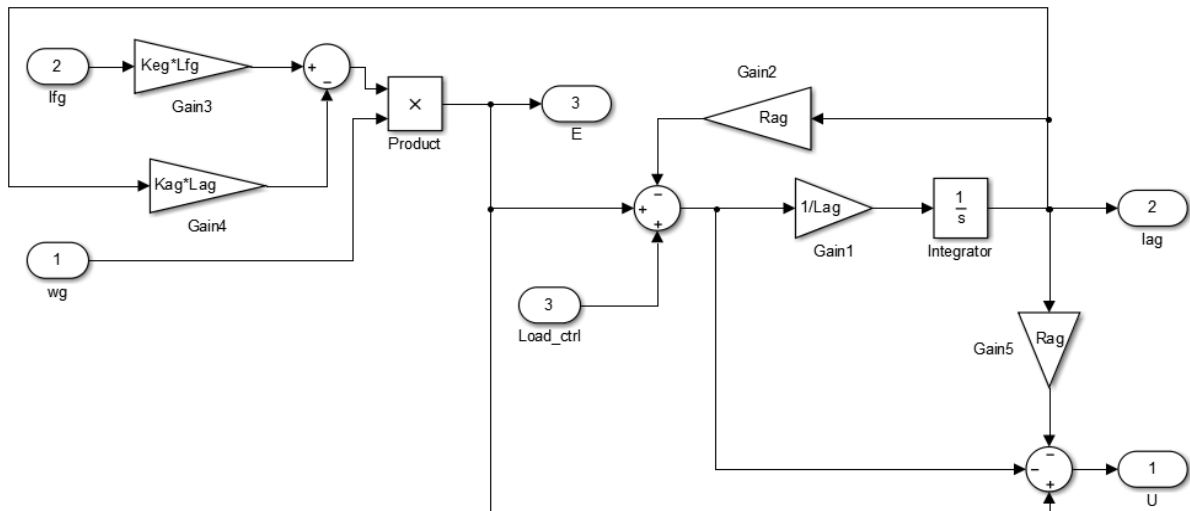 2
Ifg
Keg*Lfg
Gain3
+
−
×
Product
3
E
Gain2
Rag
Kag*Lag
Gain4
−
+
+
1/Lag
Gain1
1
s
Integrator
2
Iag
1
wg
3
Load_ctrl
Gain5
Rag
−
−
+
1
U